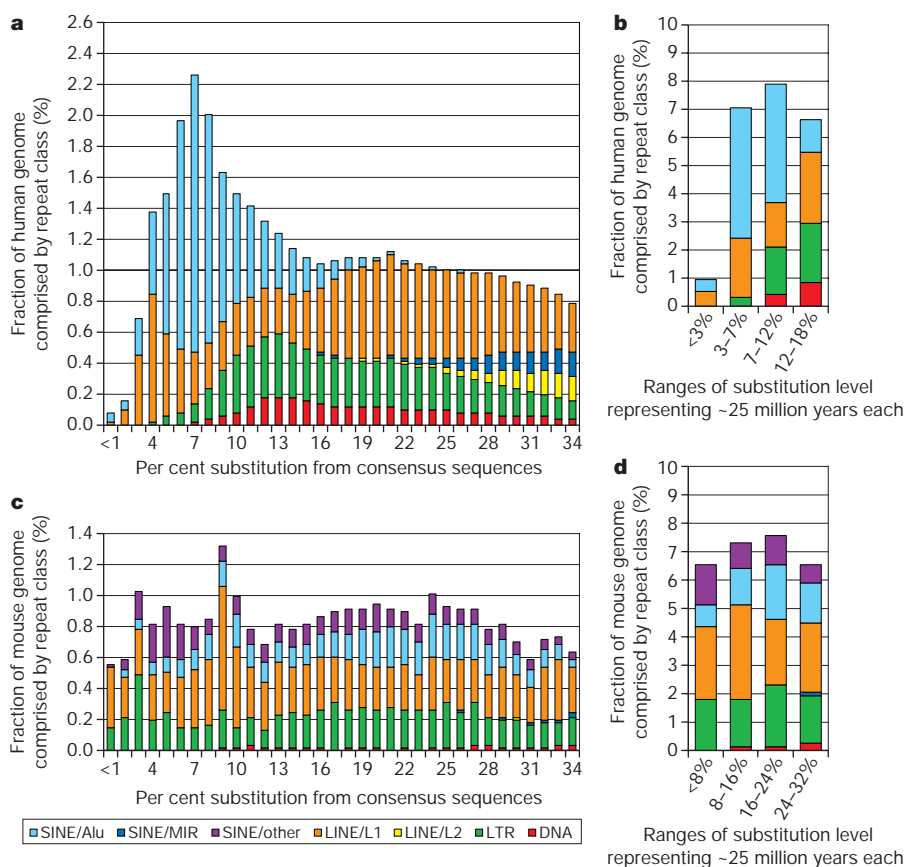 a
Fraction of human genome
comprised by repeat class (%)
2.6
2.4
2.2
2.0
1.8
1.6
1.4
1.2
1.0
0.8
0.6
0.4
0.2
0.0
<1 4 7 10 13 16 19 22 25 28 31 34
Per cent substitution from consensus sequences
b
Fraction of human genome
comprised by repeat class (%)
10
9
8
7
6
5
4
3
2
1
0
<3% 3–7% 7–12% 12–18%
Ranges of substitution level
representing ~25 million years each
c
Fraction of mouse genome
comprised by repeat class (%)
1.4
1.2
1.0
0.8
0.6
0.4
0.2
0.0
<1 4 7 10 13 16 19 22 25 28 31 34
Per cent substitution from consensus sequences
SINE/Alu SINE/MIR SINE/other LINE/L1 LINE/L2 LTR DNA
d
Fraction of mouse genome
comprised by repeat class (%)
10
9
8
7
6
5
4
3
2
1
0
<8% 8–16% 16–24% 24–32%
Ranges of substitution level
representing ~25 million years each